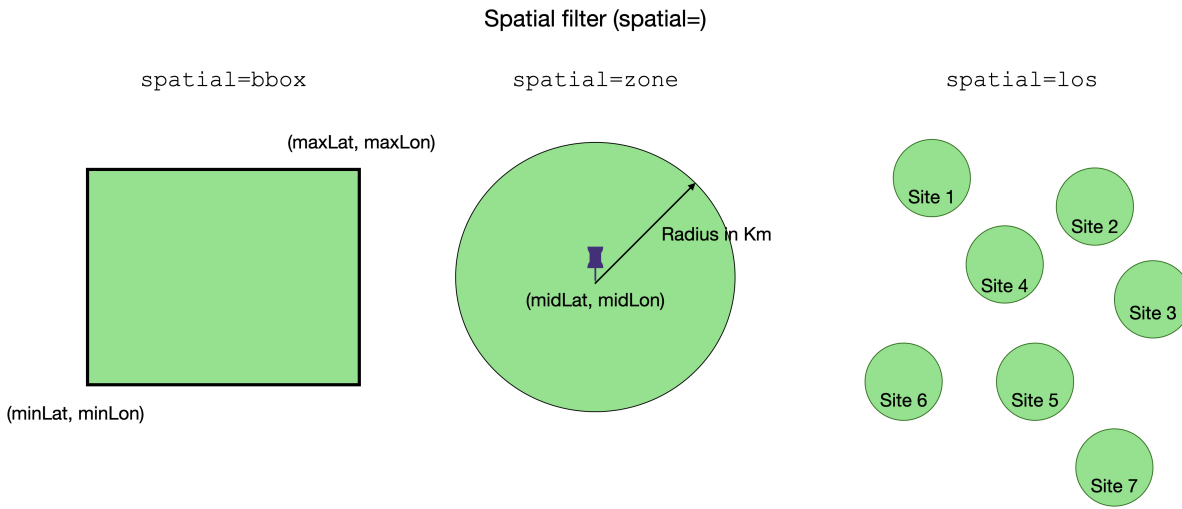 Spatial filter (spatial=)
spatial=bbox
spatial=zone
spatial=los
(maxLat, maxLon)
(minLat, minLon)
Radius in Km
(midLat, midLon)
Site 1
Site 2
Site 4
Site 3
Site 6
Site 5
Site 7